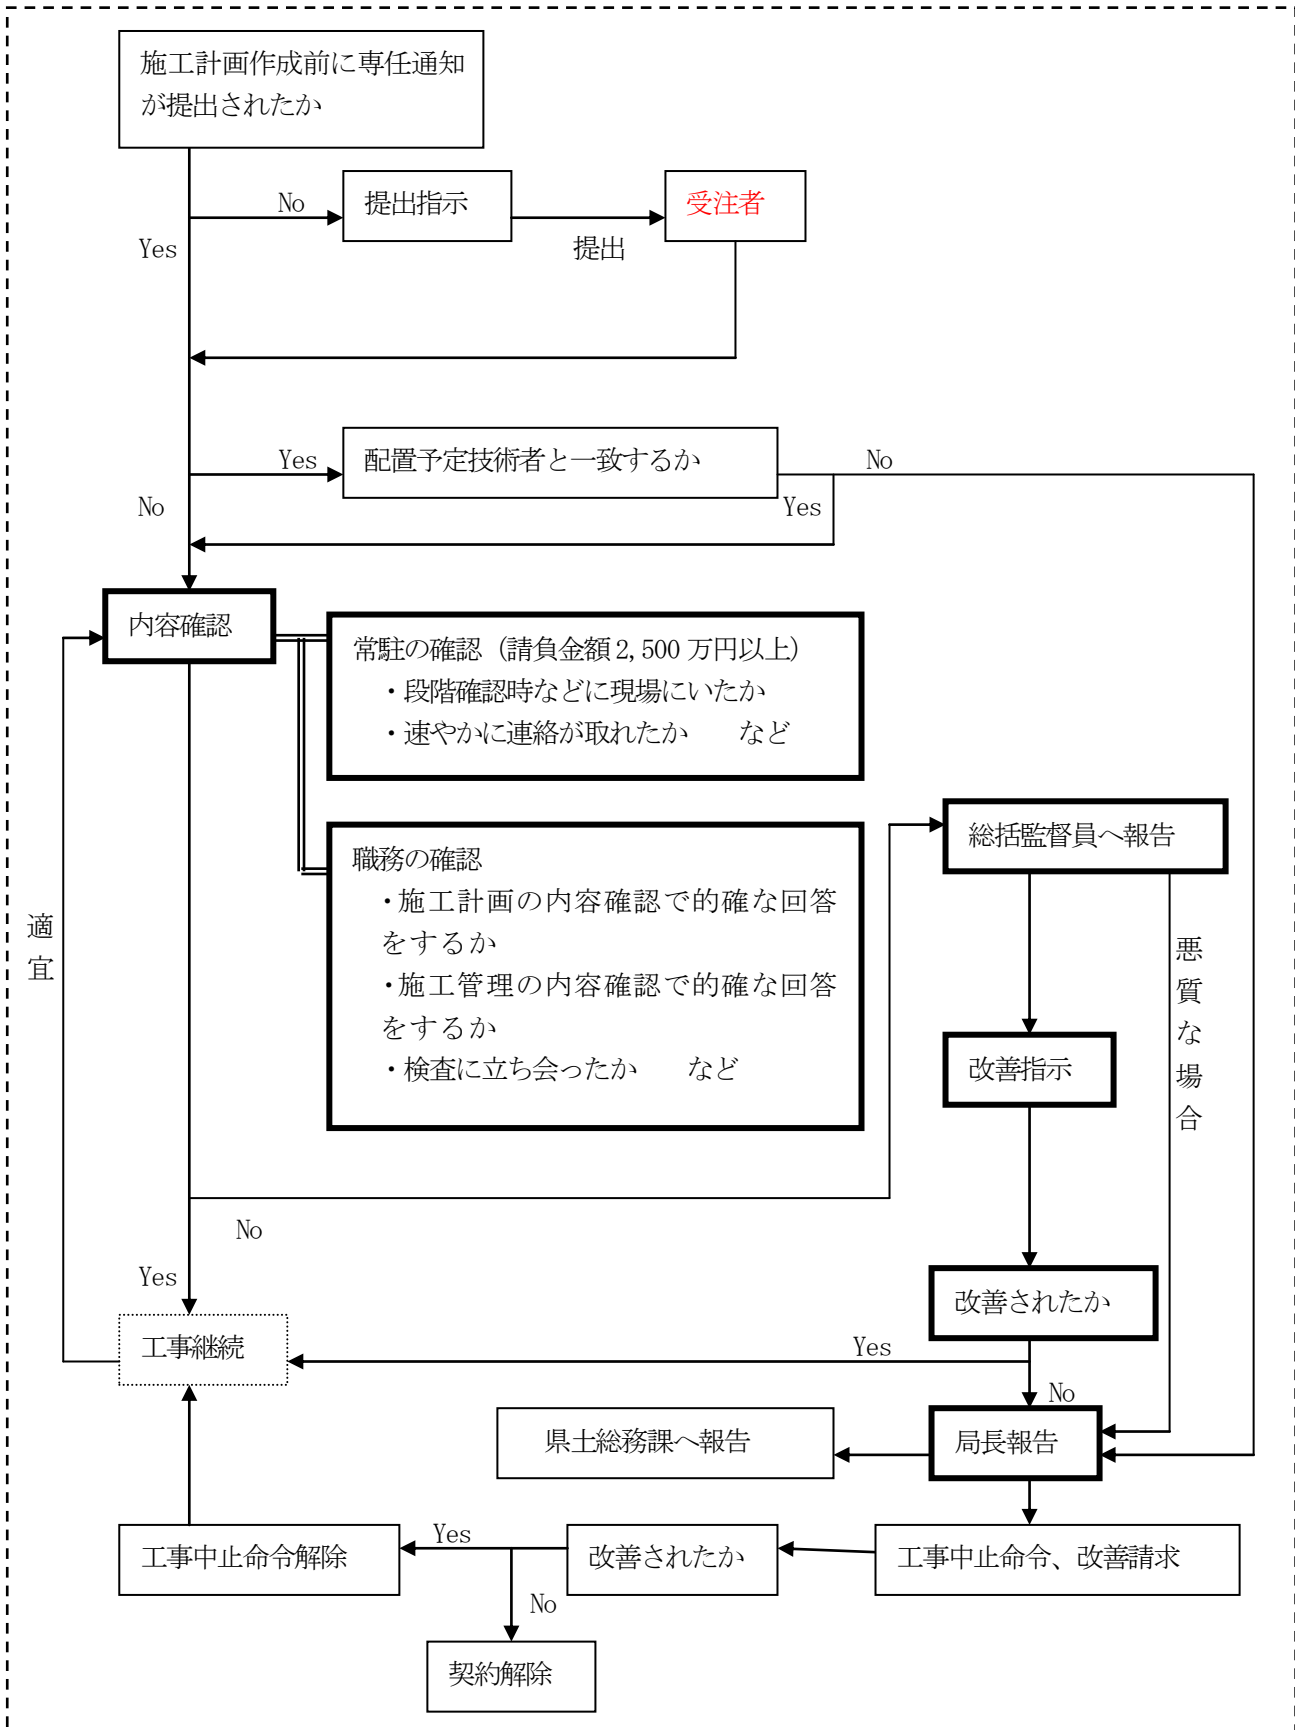 施工計画作成前に専任通知
が提出されたか
No
提出指示
受注者
Yes
提出
Yes
配置予定技術者と一致するか
No
No
Yes
内容確認
常駐の確認（請負金額2,500万円以上）
・段階確認時などに現場にいたか
・速やかに連絡が取れたか　　など
総括監督員へ報告
職務の確認
・施工計画の内容確認で的確な回答
をするか
・施工管理の内容確認で的確な回答
をするか
・検査に立ち会ったか　　など
適宜
悪質な場合
改善指示
No
Yes
改善されたか
工事継続
Yes
No
県土総務課へ報告
局長報告
工事中止命令解除
Yes
改善されたか
工事中止命令、改善請求
No
契約解除